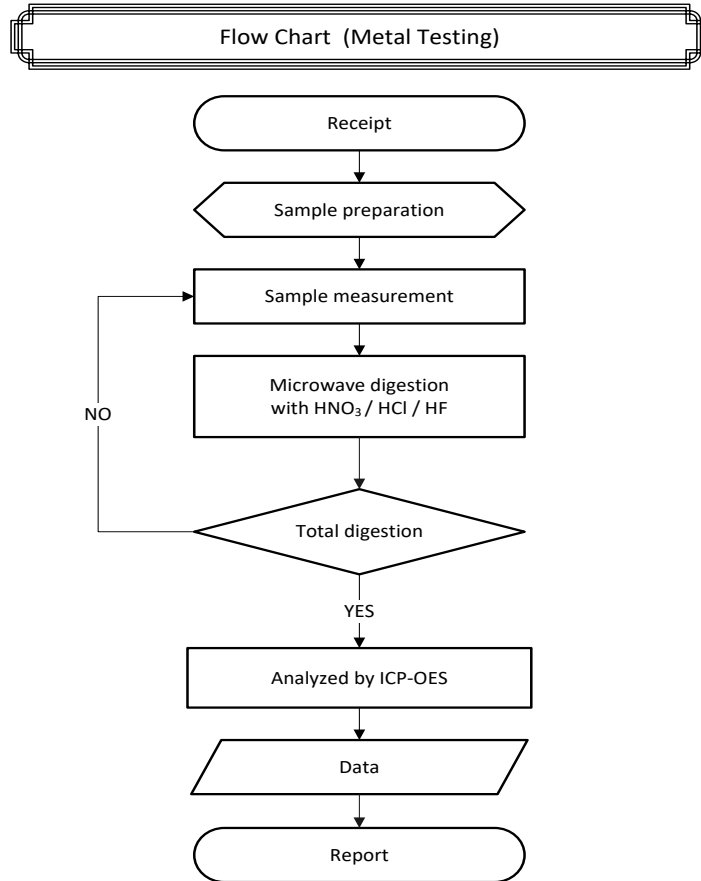 Flow Chart  (Metal Testing)
Receipt
Sample preparation
Sample measurement
Microwave digestion
with HNO₃ / HCl / HF
NO
Total digestion
YES
Analyzed by ICP-OES
Data
Report